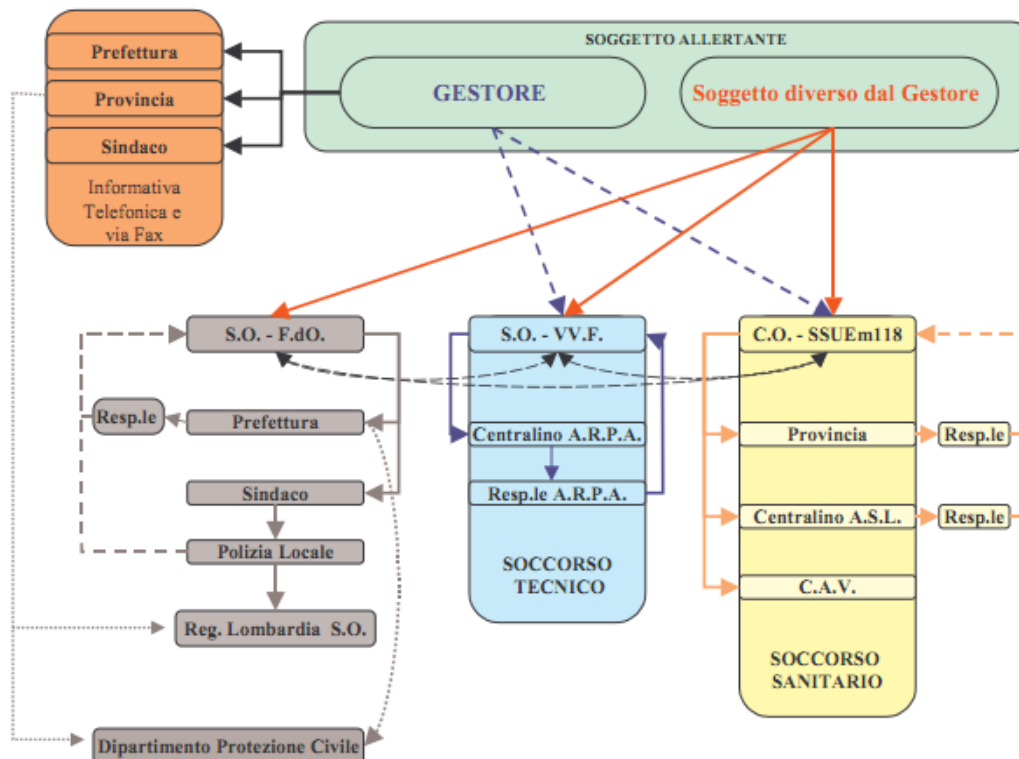 SOGGETTO ALLERTANTE
Prefettura
GESTORE
Soggetto diverso dal Gestore
Provincia
Sindaco
Informativa
Telefonica e
via Fax
S.O. - F.dO.
S.O. - VV.F.
C.O. - SSUEm118
Resp.le
Prefettura
Centralino A.R.P.A.
Provincia
Resp.le
Sindaco
Resp.le A.R.P.A.
Centralino A.S.L.
Resp.le
Polizia Locale
SOCCORSO
TECNICO
C.A.V.
Reg. Lombardia S.O.
SOCCORSO
SANITARIO
Dipartimento Protezione Civile